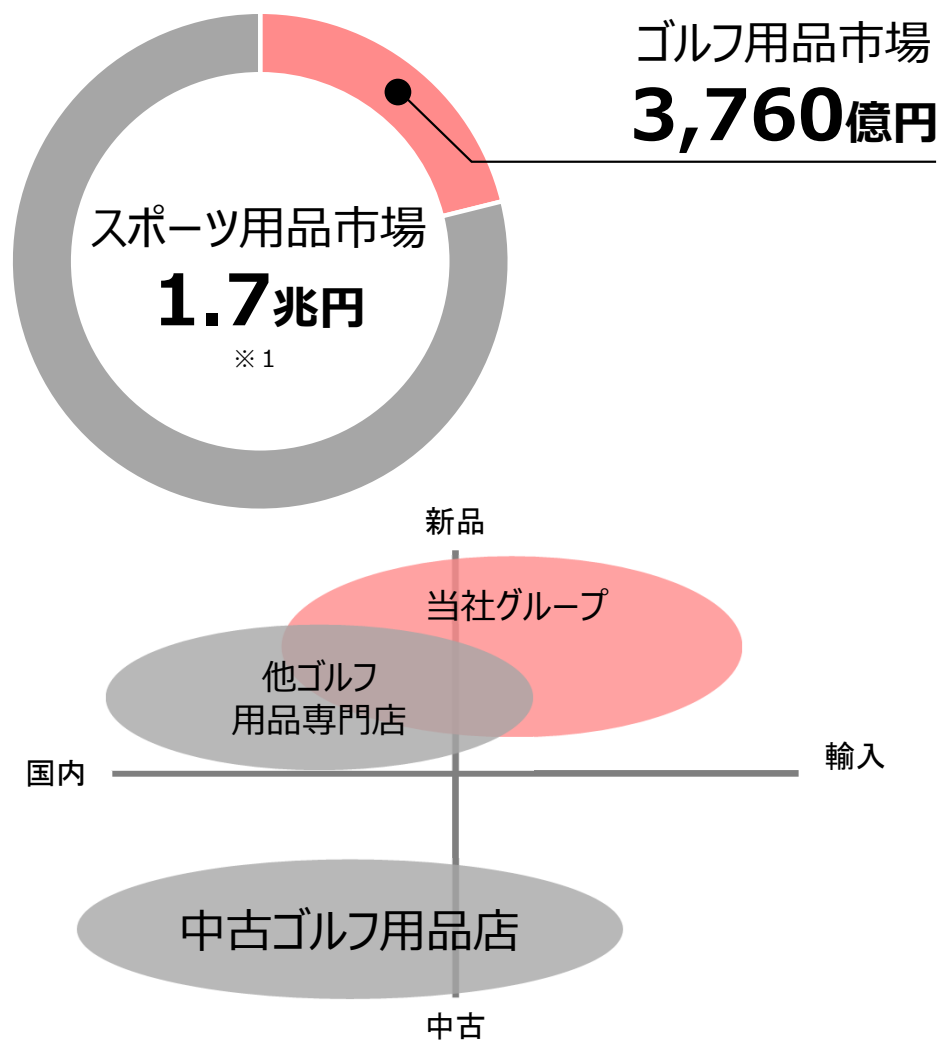 ゴルフ用品市場
3,760億円
スポーツ用品市場
1.7兆円
※1
新品
当社グループ
他ゴルフ
用品専門店
国内
輸入
中古ゴルフ用品店
中古